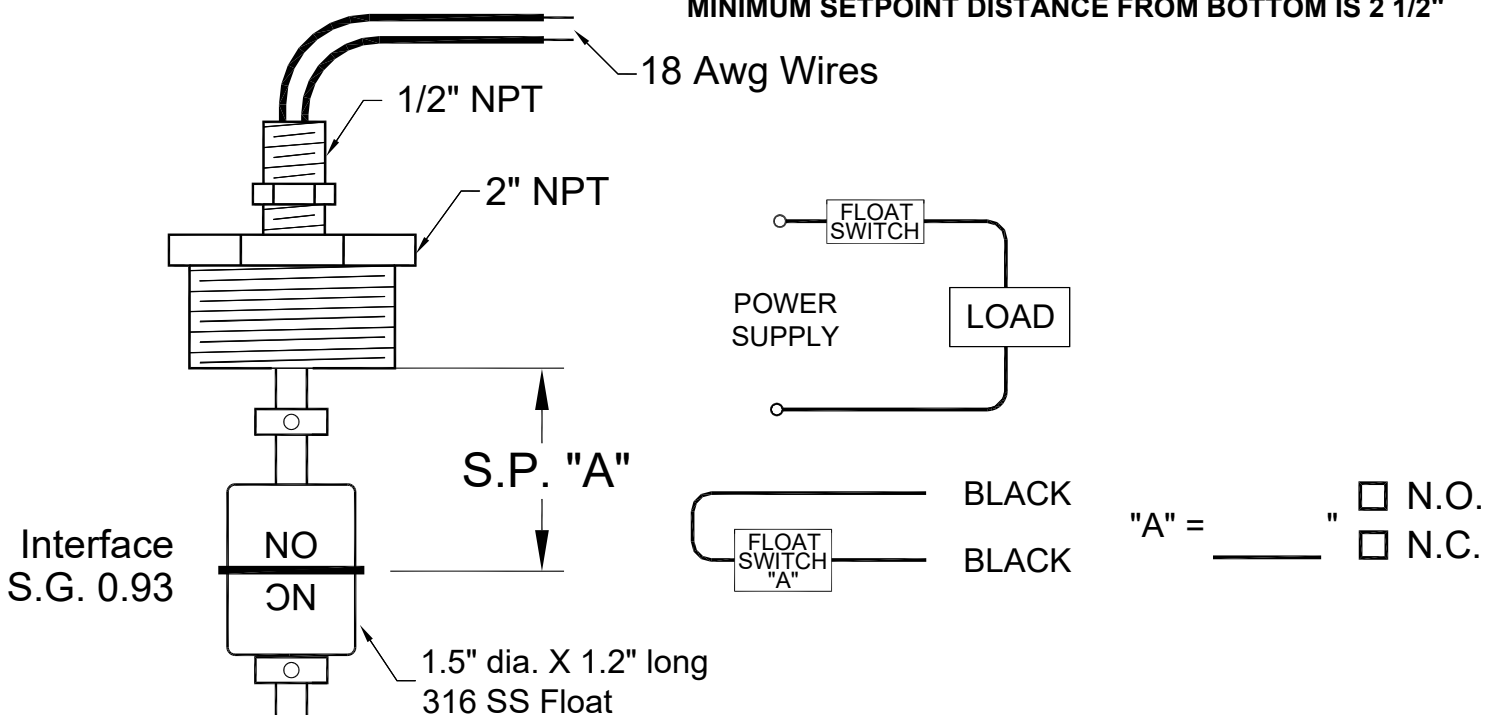 MINIMUM SETPOINT DISTANCE FROM BOTTOM IS 2 1/2"
18 Awg Wires
1/2" NPT
2" NPT
FLOAT
SWITCH
POWER
SUPPLY
LOAD
S.P. "A"
Interface
S.G. 0.93
NO
NC
1.5" dia. X 1.2" long
316 SS Float
BLACK
FLOAT
SWITCH
"A"
BLACK
"A" = _____ "
☐ N.O.
☐ N.C.